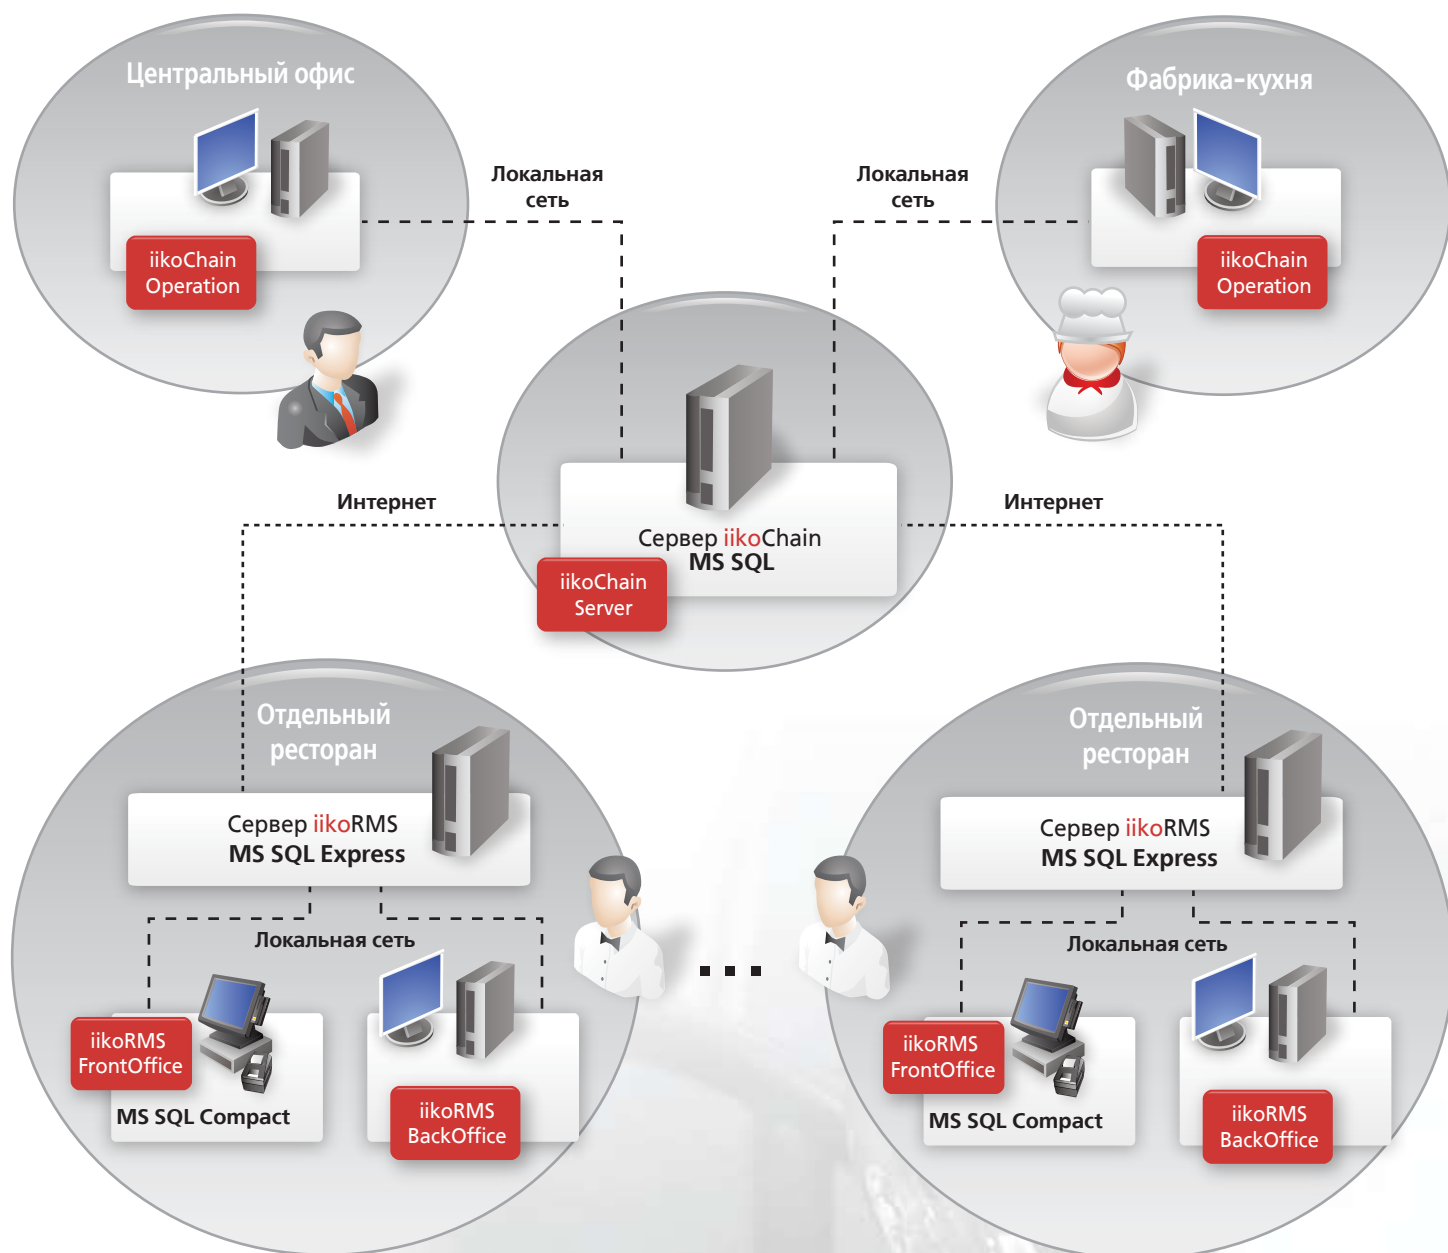 Центральный офис
iikoChain
Operation
Локальная
сеть
Локальная
сеть
Фабрика-кухня
iikoChain
Operation
Интернет
Интернет
Сервер iikoChain
MS SQL
iikoChain
Server
Отдельный
ресторан
Сервер iikoRMS
MS SQL Express
Локальная сеть
iikoRMS
FrontOffice
MS SQL Compact
iikoRMS
BackOffice
...
Отдельный
ресторан
Сервер iikoRMS
MS SQL Express
Локальная сеть
iikoRMS
FrontOffice
MS SQL Compact
iikoRMS
BackOffice